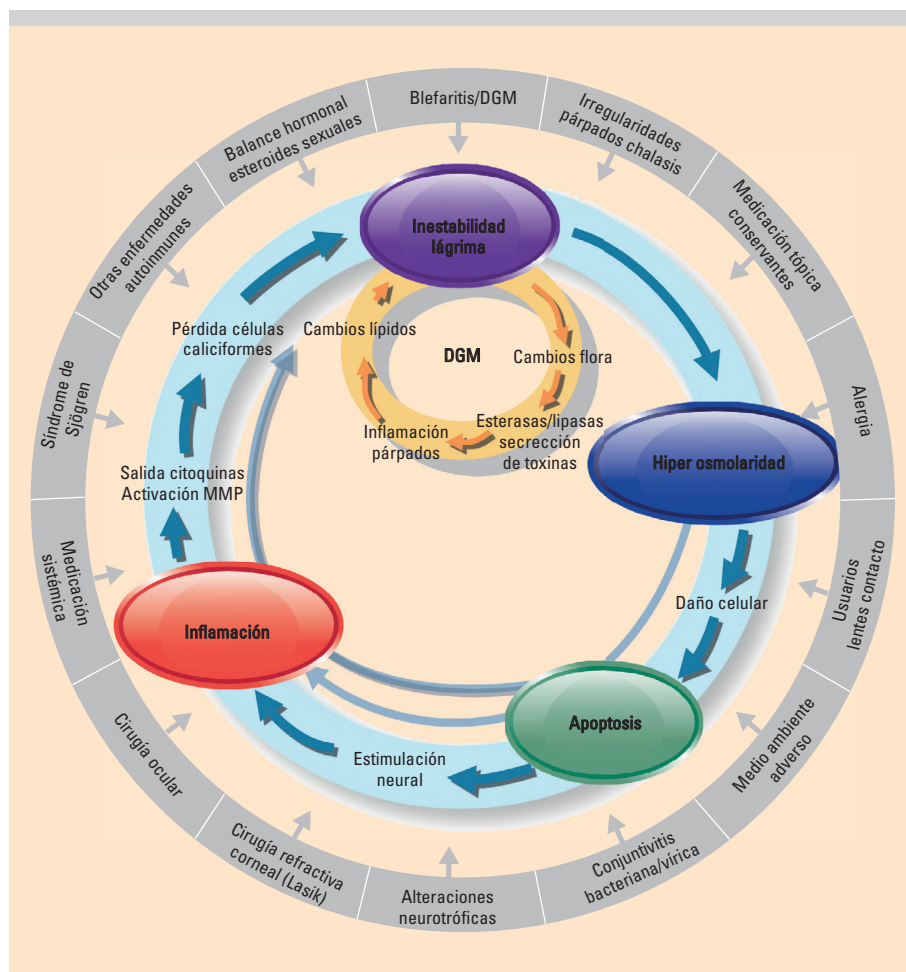 Blefaritis/DGM
Irregularidades
párpados chalasis
Medicación tópica
conservantes
Alergia
Usuarios
lentes contacto
Medio ambiente
adverso
Conjuntivitis
bacteriana/vírica
Alteraciones
neurotróficas
Cirugía refractiva
corneal (Lasik)
Cirugía ocular
Medicación
sistémica
Síndrome de
Sjögren
Otras enfermedades
autoinmunes
Balance hormonal
esteroides sexuales
Inestabilidad
lágrima
Hiper osmolaridad
Daño celular
Apoptosis
Estimulación
neural
Inflamación
Salida citoquinas
Activación MMP
Pérdida células
caliciformes
DGM
Cambios flora
Esterasas/lipasas
secrección
de toxinas
Inflamación
párpados
Cambios lípidos